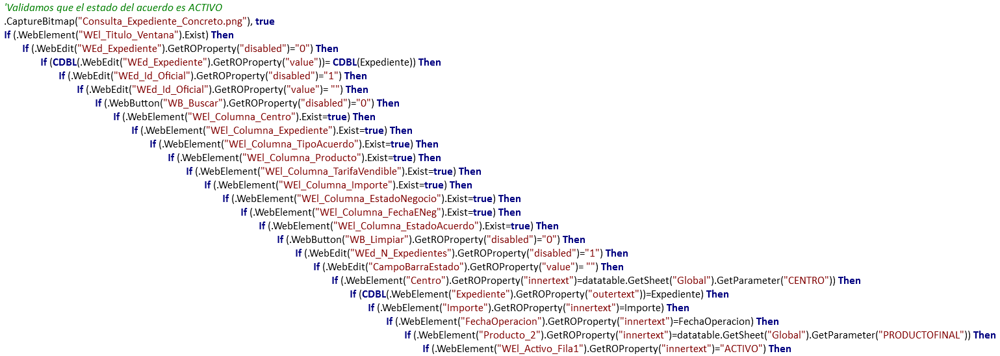 'Validamos que el estado del acuerdo es ACTIVO
.CaptureBitmap("Consulta_Expediente_Concreto.png"), true
If (.WebElement("WEl_Titulo_Ventana").Exist) Then
If (.WebEdit("WEd_Expediente").GetROProperty("disabled")="0") Then
If (CDBL(.WebEdit("WEd_Expediente").GetROProperty("value"))= CDBL(Expediente)) Then
If (.WebEdit("WEd_Id_Oficial").GetROProperty("disabled")="1") Then
If (.WebEdit("WEd_Id_Oficial").GetROProperty("value")= "") Then
If (.WebButton("WB_Buscar").GetROProperty("disabled")="0") Then
If (.WebElement("WEl_Columna_Centro").Exist=true) Then
If (.WebElement("WEl_Columna_Expediente").Exist=true) Then
If (.WebElement("WEl_Columna_TipoAcuerdo").Exist=true) Then
If (.WebElement("WEl_Columna_Producto").Exist=true) Then
If (.WebElement("WEl_Columna_TarifaVendible").Exist=true) Then
If (.WebElement("WEl_Columna_Importe").Exist=true) Then
If (.WebElement("WEl_Columna_EstadoNegocio").Exist=true) Then
If (.WebElement("WEl_Columna_FechaENeg").Exist=true) Then
If (.WebElement("WEl_Columna_EstadoAcuerdo").Exist=true) Then
If (.WebButton("WB_Limpiar").GetROProperty("disabled")="0") Then
If (.WebEdit("WEd_N_Expedientes").GetROProperty("disabled")="1") Then
If (.WebEdit("CampoBarraEstado").GetROProperty("value")= "") Then
If (.WebElement("Centro").GetROProperty("innertext")=datatable.GetSheet("Global").GetParameter("CENTRO")) Then
If (CDBL(.WebElement("Expediente").GetROProperty("outertext"))=Expediente) Then
If (.WebElement("Importe").GetROProperty("innertext")=Importe) Then
If (.WebElement("FechaOperacion").GetROProperty("innertext")=FechaOperacion) Then
If (.WebElement("Producto_2").GetROProperty("innertext")=datatable.GetSheet("Global").GetParameter("PRODUCTOFINAL")) Then
If (.WebElement("WEl_Activo_Fila1").GetROProperty("innertext")="ACTIVO") Then